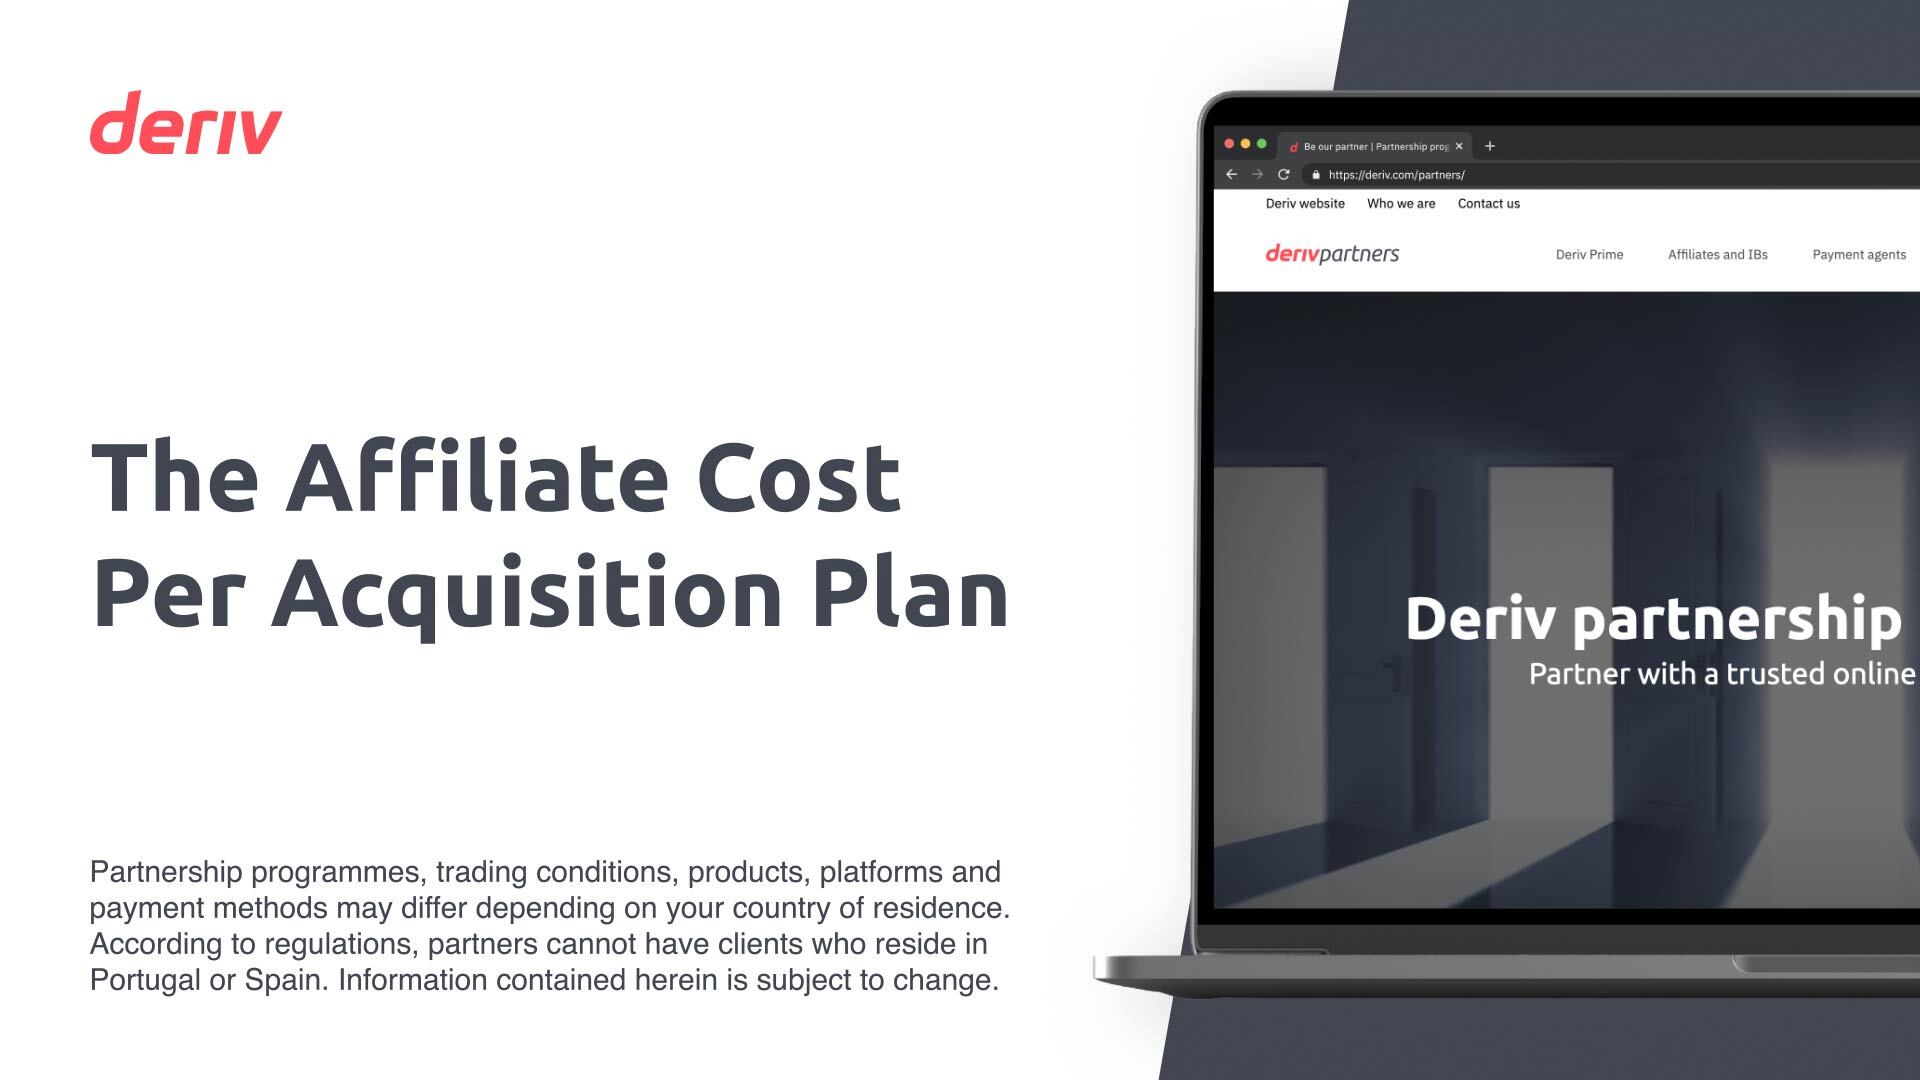 deriv
The Affiliate Cost
Per Acquisition Plan
Partnership programmes, trading conditions, products, platforms and
payment methods may differ depending on your country of residence.
According to regulations, partners cannot have clients who reside in
Portugal or Spain. Information contained herein is subject to change.
Be our partner | Partnership prog
https://deriv.com/partners/
Deriv website Who we are Contact us
derivpartners Deriv Prime Affiliates and IBs Payment agents
Deriv partnership
Partner with a trusted online